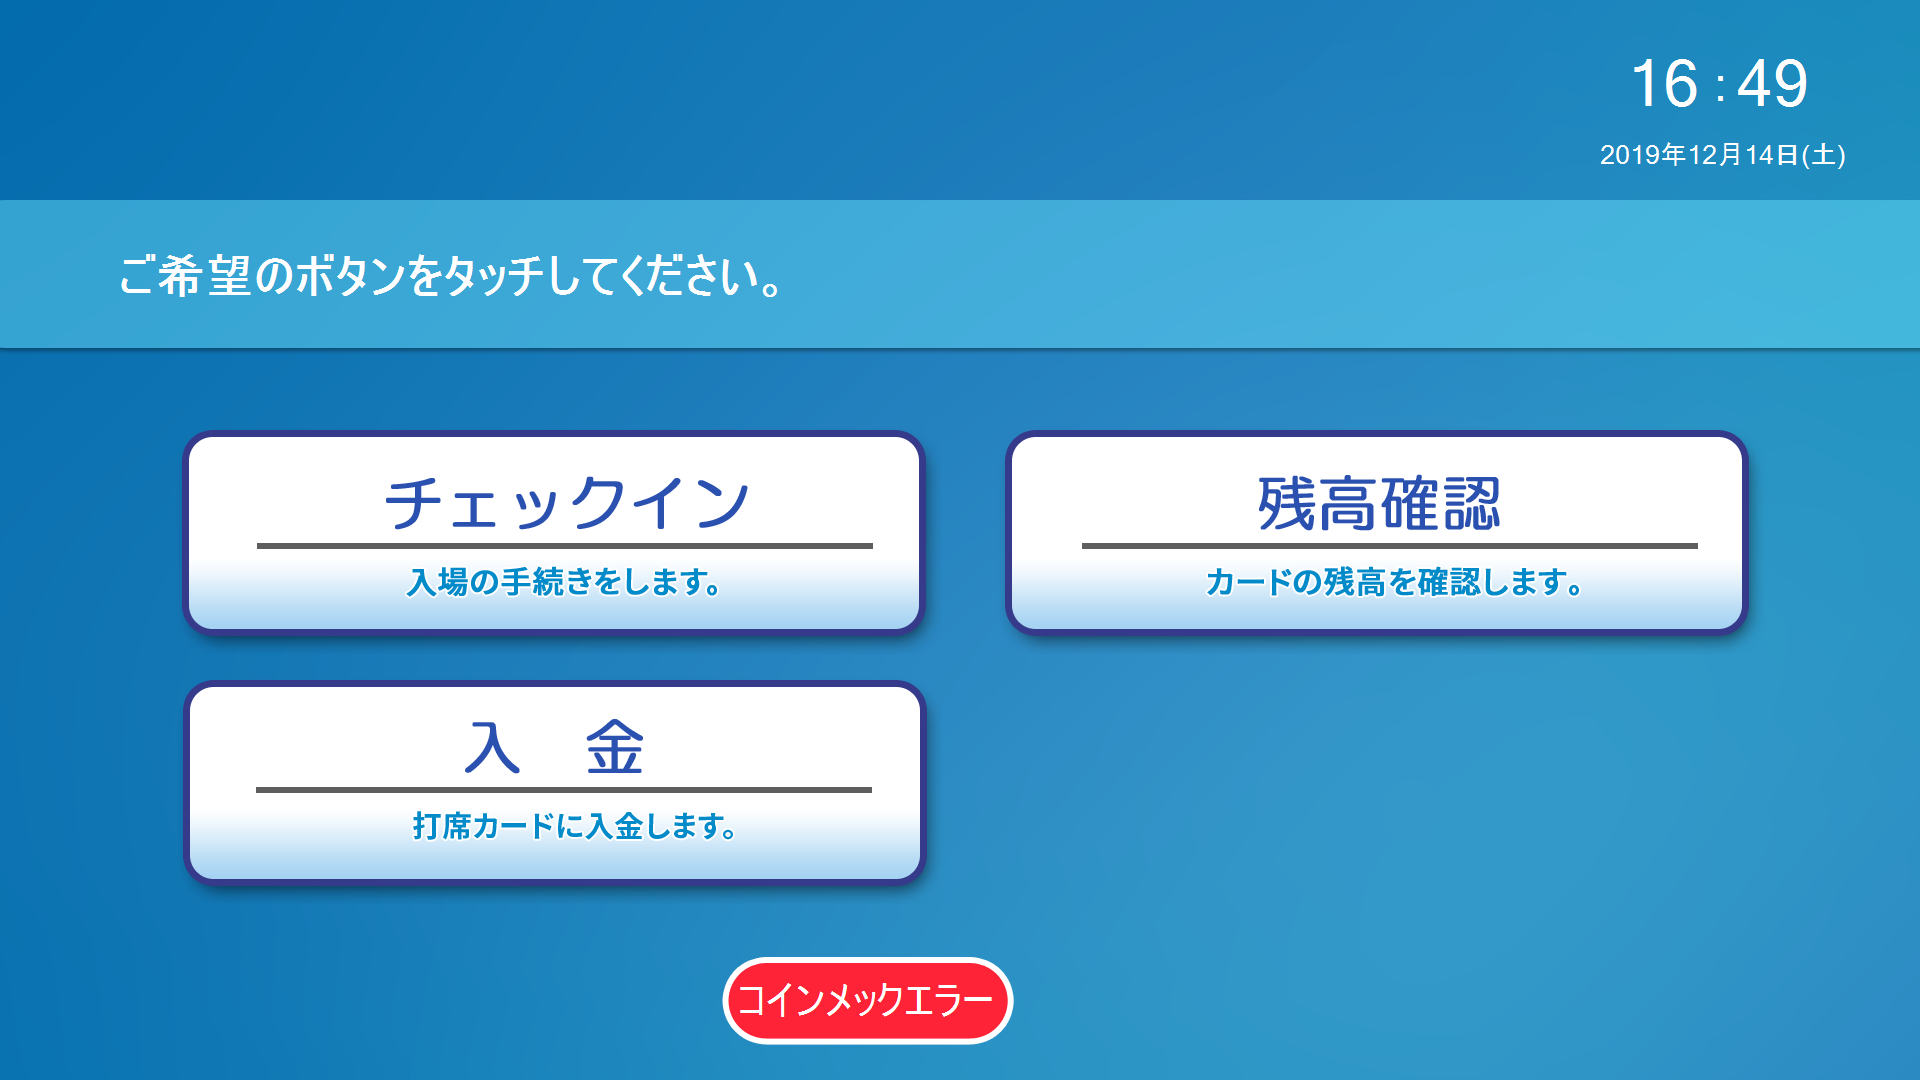 16:49
2019年12月14日(土)
ご希望のボタンをタッチしてください。
チェックイン
入場の手続きをします。
残高確認
カードの残高を確認します。
入　金
打席カードに入金します。
コインメックエラー